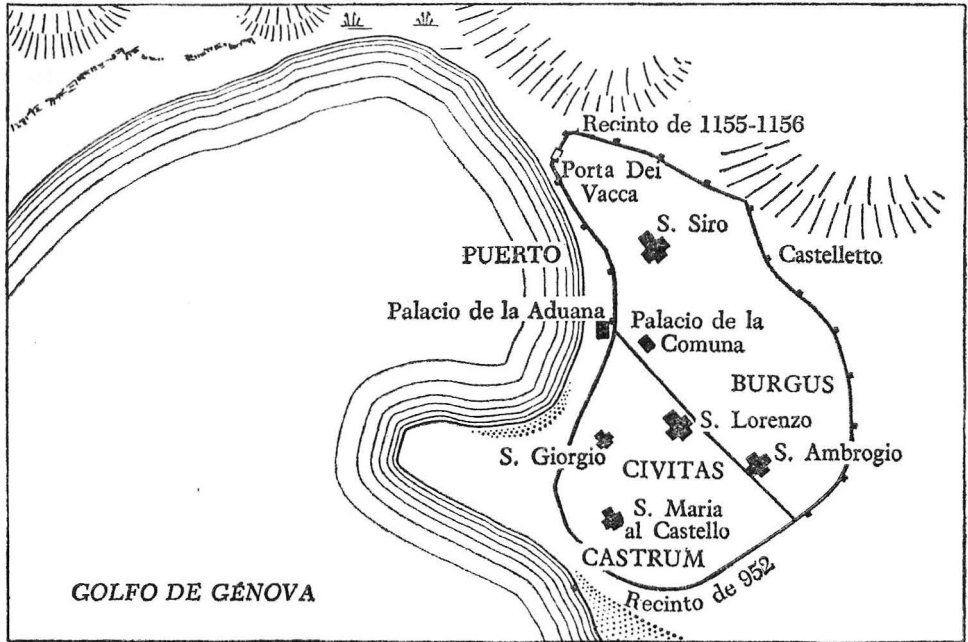 Recinto de 1155-1156
Porta Dei
Vacca
S. Siro
PUERTO
Castelletto
Palacio de la Aduana
Palacio de la
Comuna
BURGUS
S. Lorenzo
S. Giorgio
CIVITAS
S. Ambrogio
S. Maria
al Castello
CASTRUM
Recinto de 952
GOLFO DE GÉNOVA